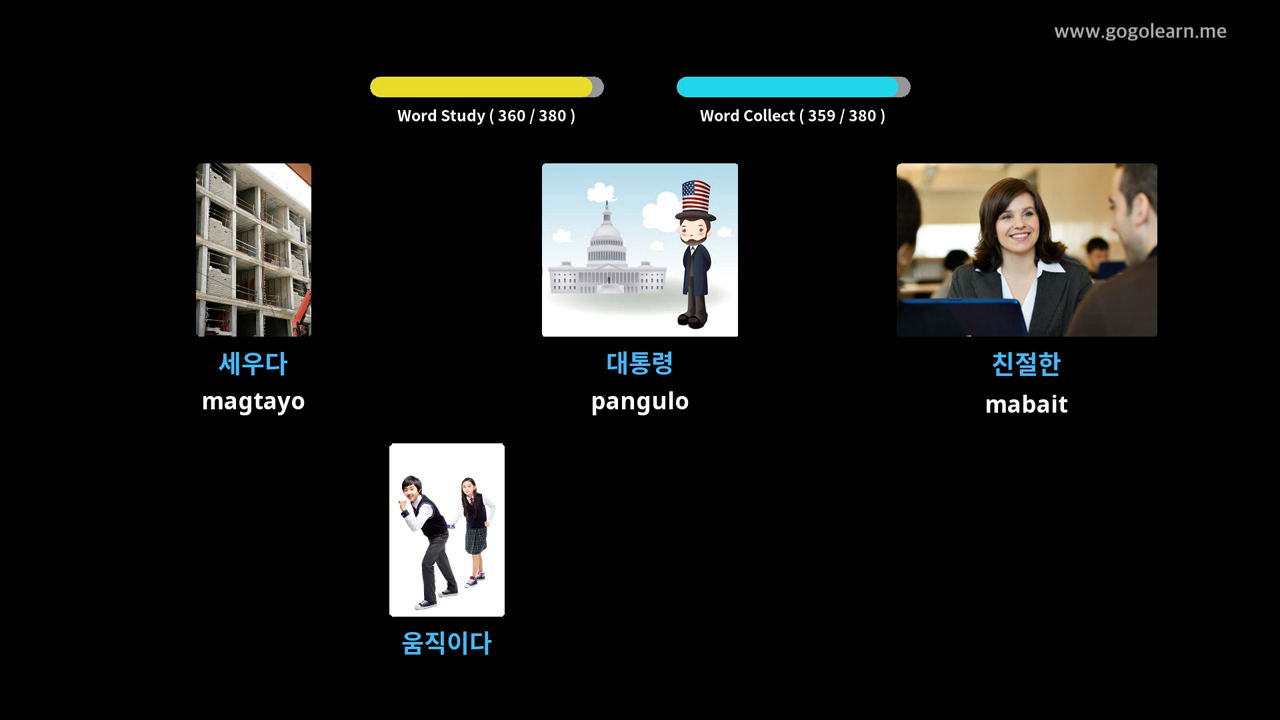 www.gogolearn.me
Word Study ( 360 / 380 )
Word Collect ( 359 / 380 )
세우다
magtayo
대통령
pangulo
친절한
mabait
움직이다